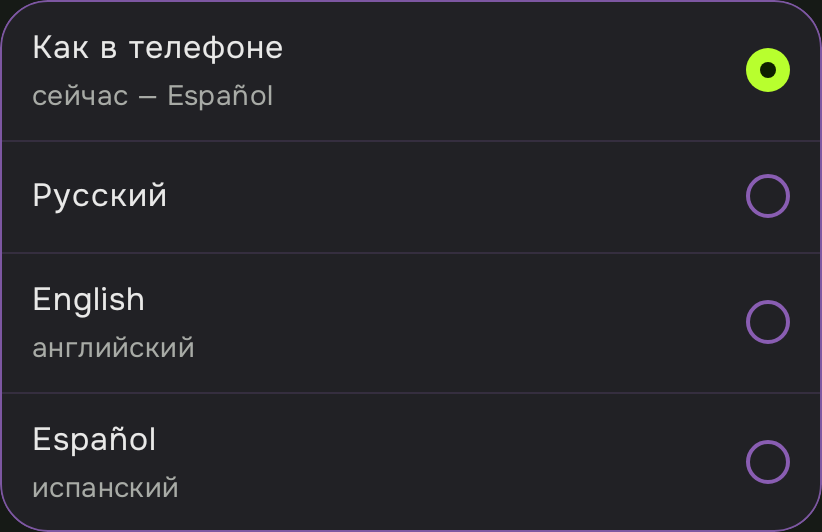 Как в телефоне
сейчас — Español
Русский
English
английский
Español
испанский